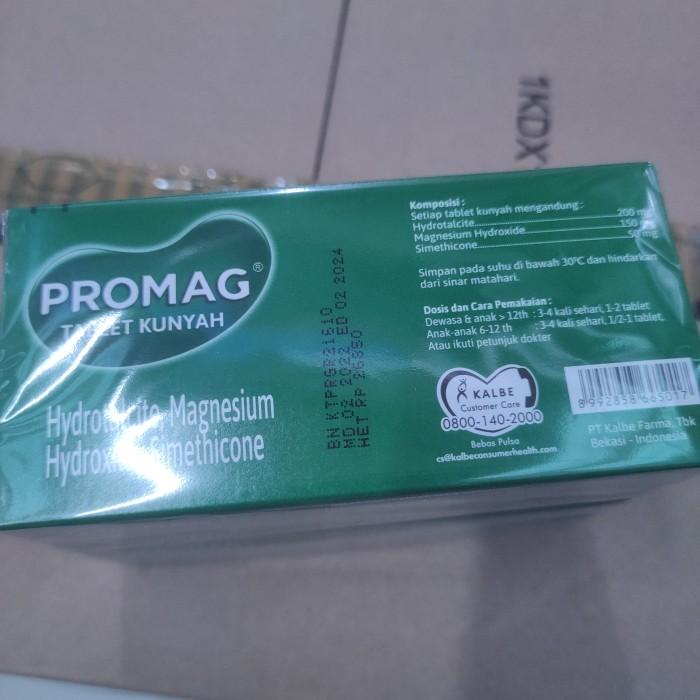 1KDX
PROMAG®
TABLET KUNYAH
Hydrotalcite, Magnesium
Hydroxide, Simethicone
BN KTPRGR21610
MD 02 2022 ED 02 2024
HET RP 26890
Komposisi :
Setiap tablet kunyah mengandung :
Hydrotalcite 200 mg
Magnesium Hydroxide 150 mg
Simethicone 50 mg
Simpan pada suhu di bawah 30°C dan hindarkan
dari sinar matahari.
Dosis dan Cara Pemakaian :
Dewasa & anak > 12th : 3-4 kali sehari, 1-2 tablet
Anak-anak 6-12 th : 3-4 kali sehari, 1/2-1 tablet.
Atau ikuti petunjuk dokter
KALBE
Customer Care
0800-140-2000
Bebas Pulsa
cs@kalbeconsumerhealth.com
8 992858 665017
PT Kalbe Farma, Tbk
Bekasi - Indonesia